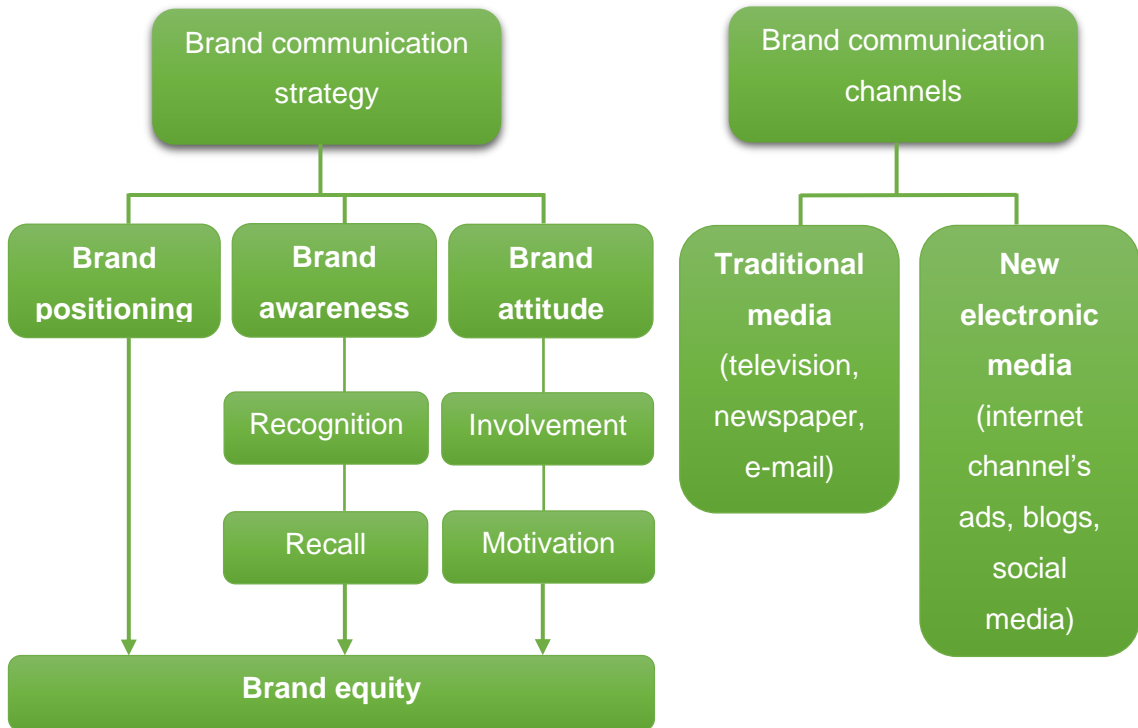 Brand communication
strategy
Brand communication
channels
Brand
positioning
Brand
awareness
Brand
attitude
Traditional
media
(television,
newspaper,
e-mail)
New
electronic
media
(internet
channel's
ads, blogs,
social
media)
Recognition
Involvement
Recall
Motivation
Brand equity